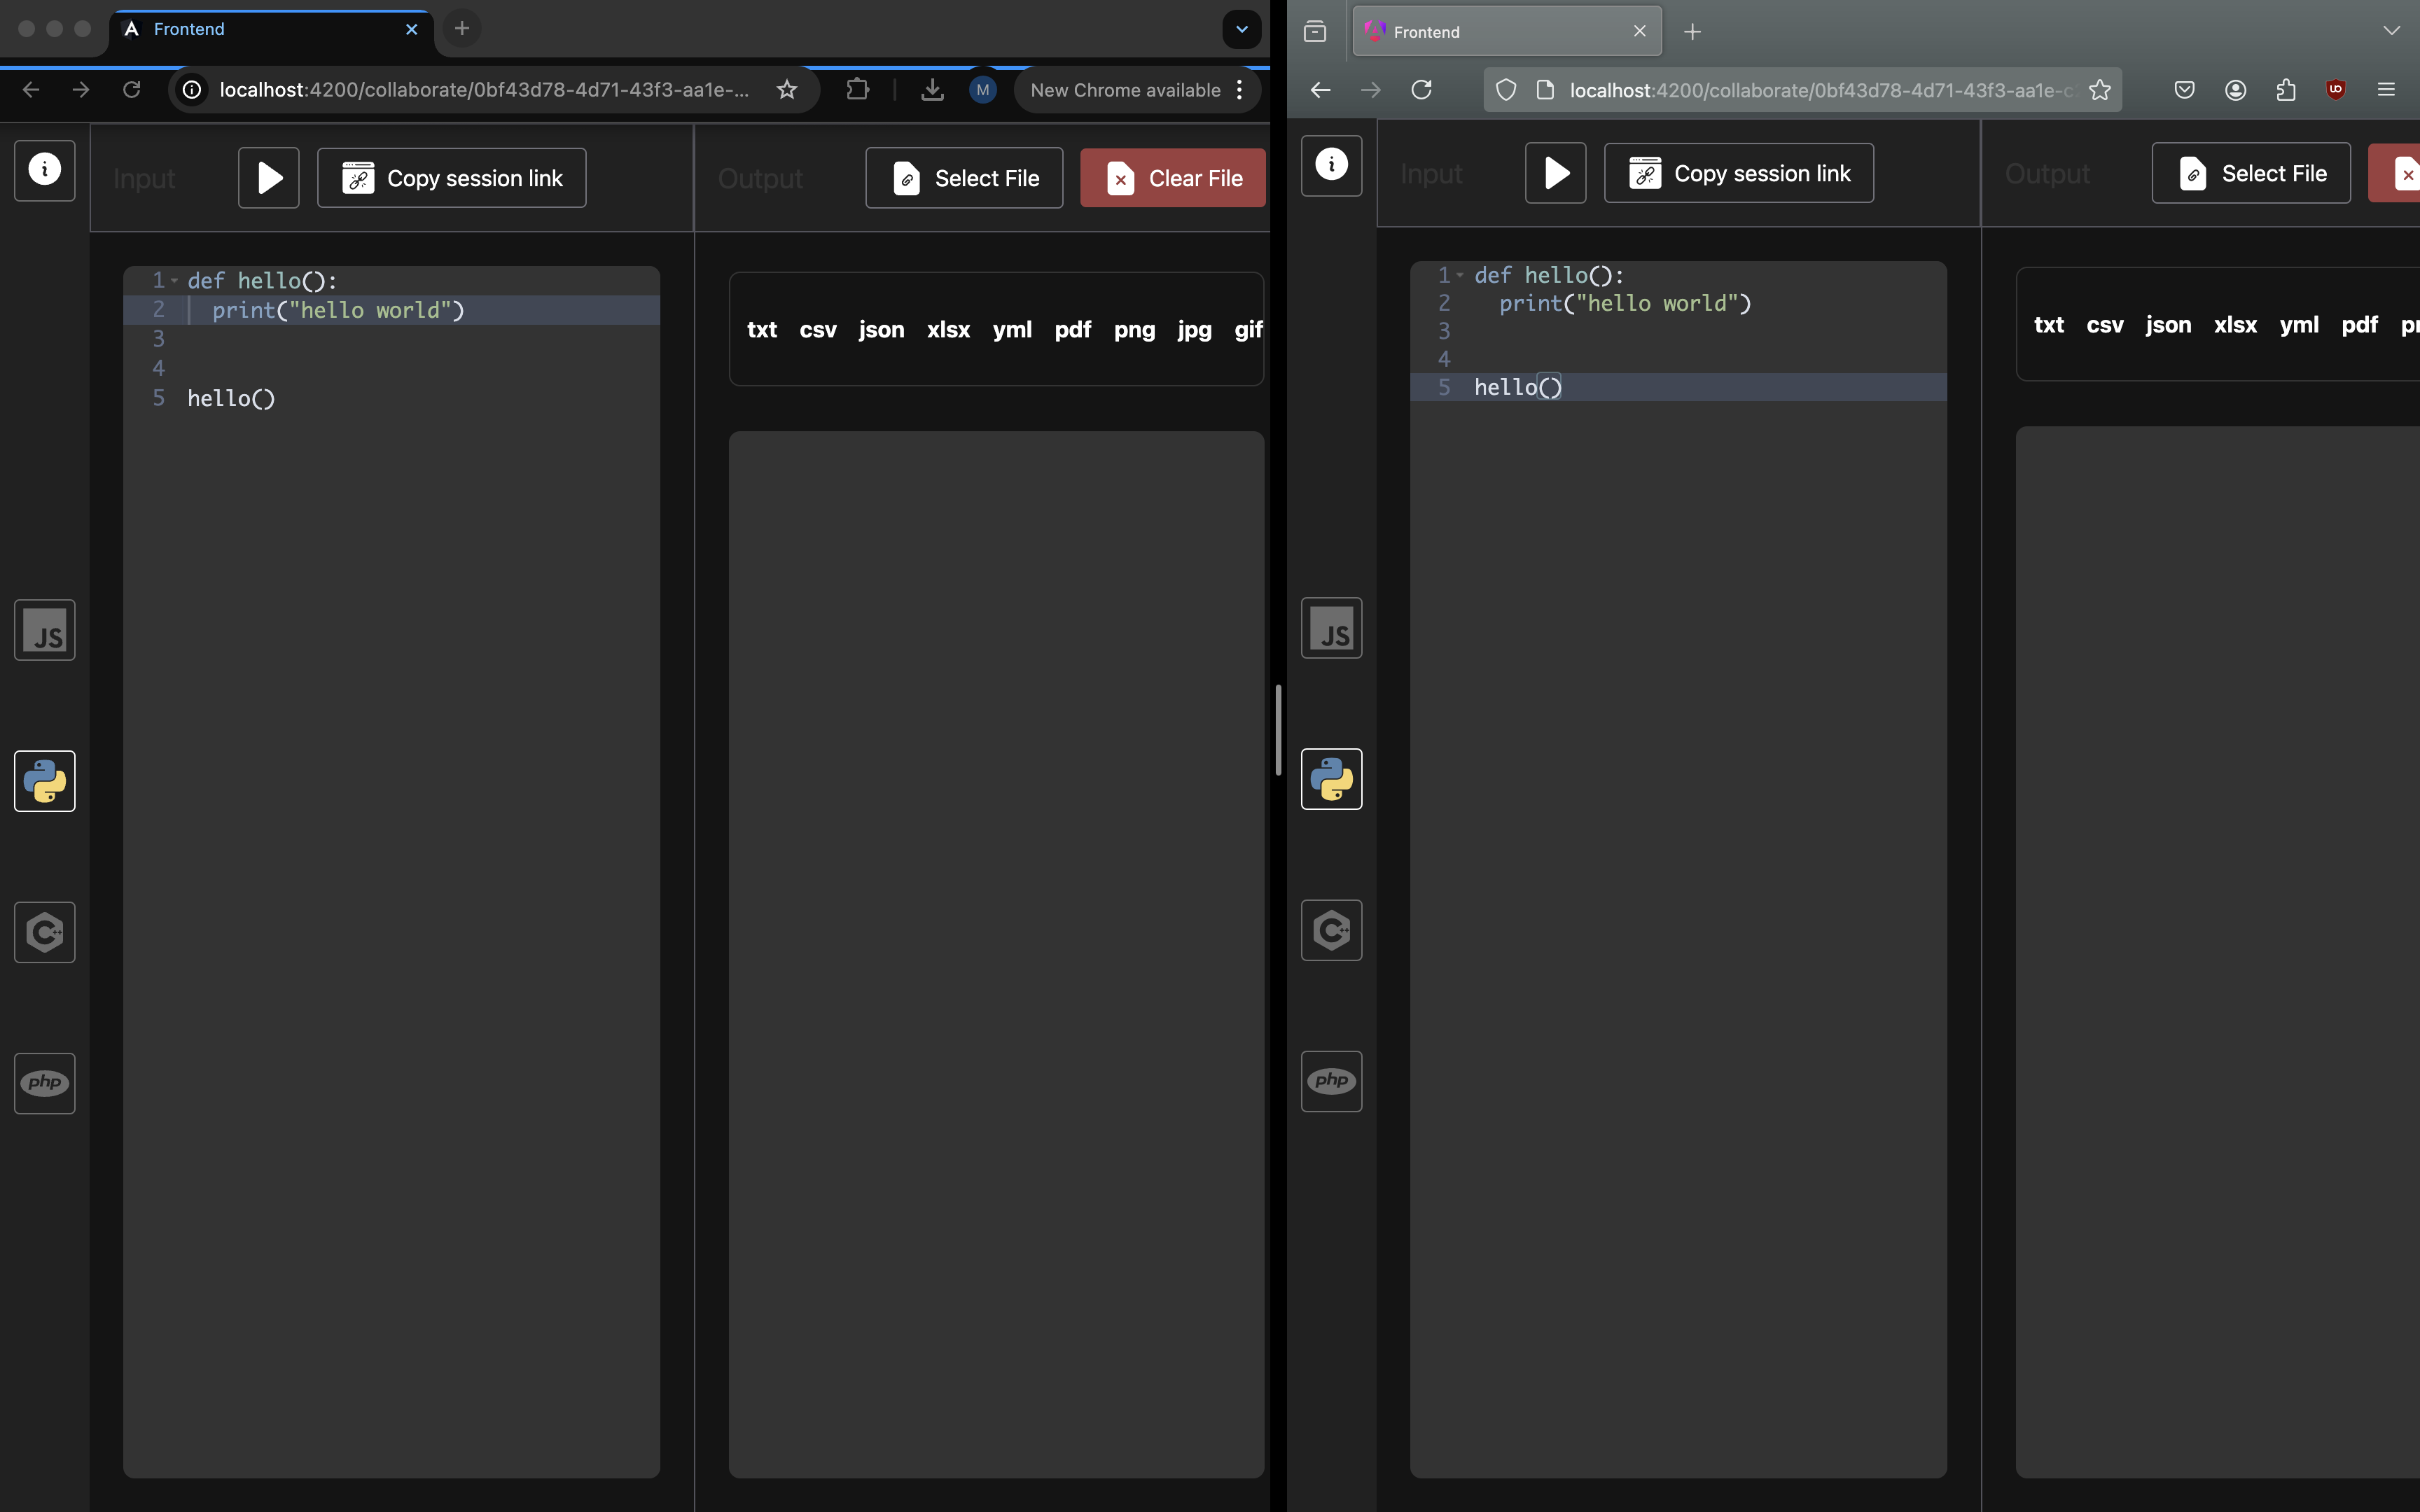 Frontend
localhost:4200/collaborate/0bf43d78-4d71-43f3-aa1e-...
M
New Chrome available
Input
Copy session link
Output
Select File
Clear File
1 def hello():
2 print("hello world")
3
4
5 hello()
txt csv json xlsx yml pdf png jpg gif
JS
C++
php
Frontend
localhost:4200/collaborate/0bf43d78-4d71-43f3-aa1e-c
Input
Copy session link
Output
Select File
1 def hello():
2 print("hello world")
3
4
5 hello()
txt csv json xlsx yml pdf
JS
C++
php